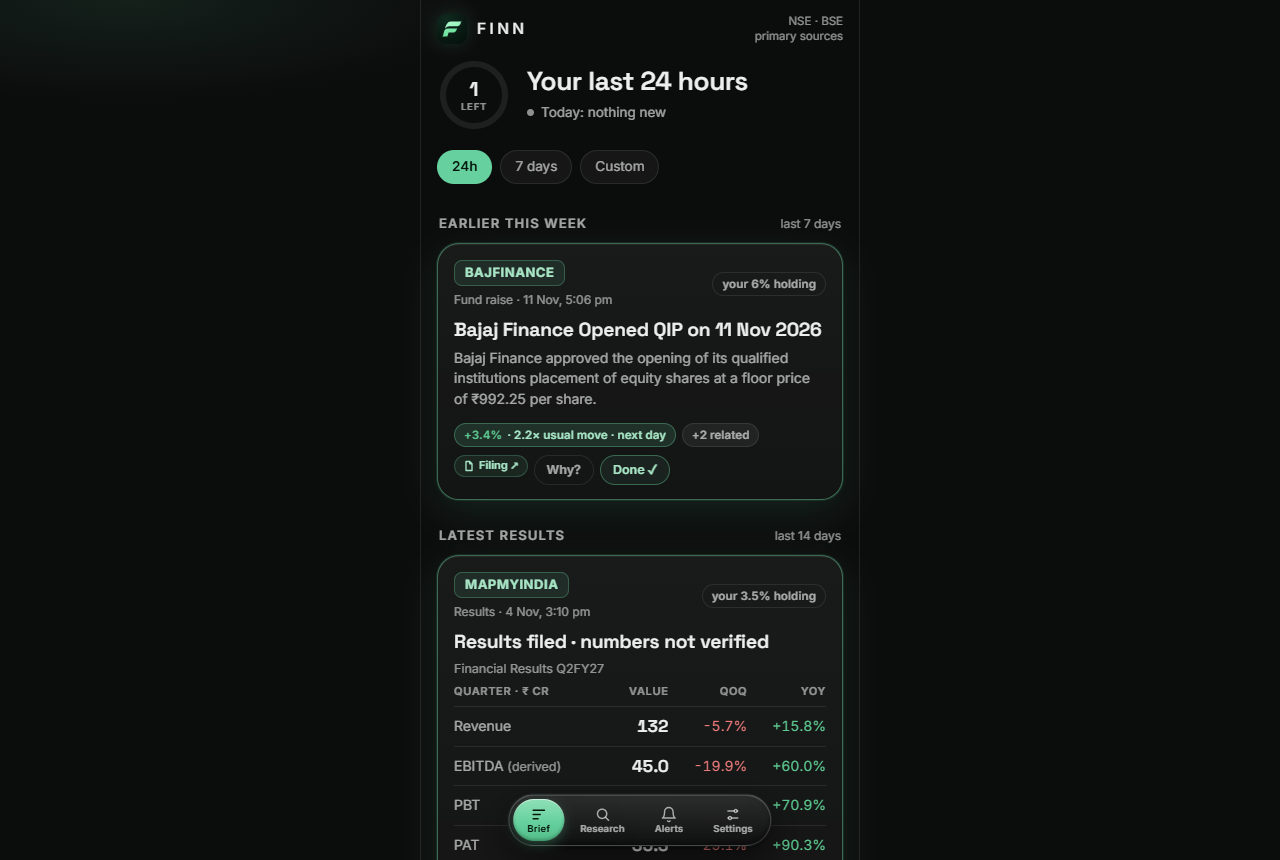 FINN
NSE · BSE
primary sources
1
LEFT
Your last 24 hours
Today: nothing new
24h
7 days
Custom
EARLIER THIS WEEK
last 7 days
BAJFINANCE
your 6% holding
Fund raise · 11 Nov, 5:06 pm
Bajaj Finance Opened QIP on 11 Nov 2026
Bajaj Finance approved the opening of its qualified
institutions placement of equity shares at a floor price
of ₹992.25 per share.
+3.4% · 2.2× usual move · next day
+2 related
Filing ↗
Why?
Done ✓
LATEST RESULTS
last 14 days
MAPMYINDIA
your 3.5% holding
Results · 4 Nov, 3:10 pm
Results filed · numbers not verified
Financial Results Q2FY27
QUARTER · ₹ CR VALUE QOQ YOY
Revenue 132 -5.7% +15.8%
EBITDA (derived) 45.0 -19.9% +60.0%
PBT +70.9%
PAT +90.3%
Brief
Research
Alerts
Settings